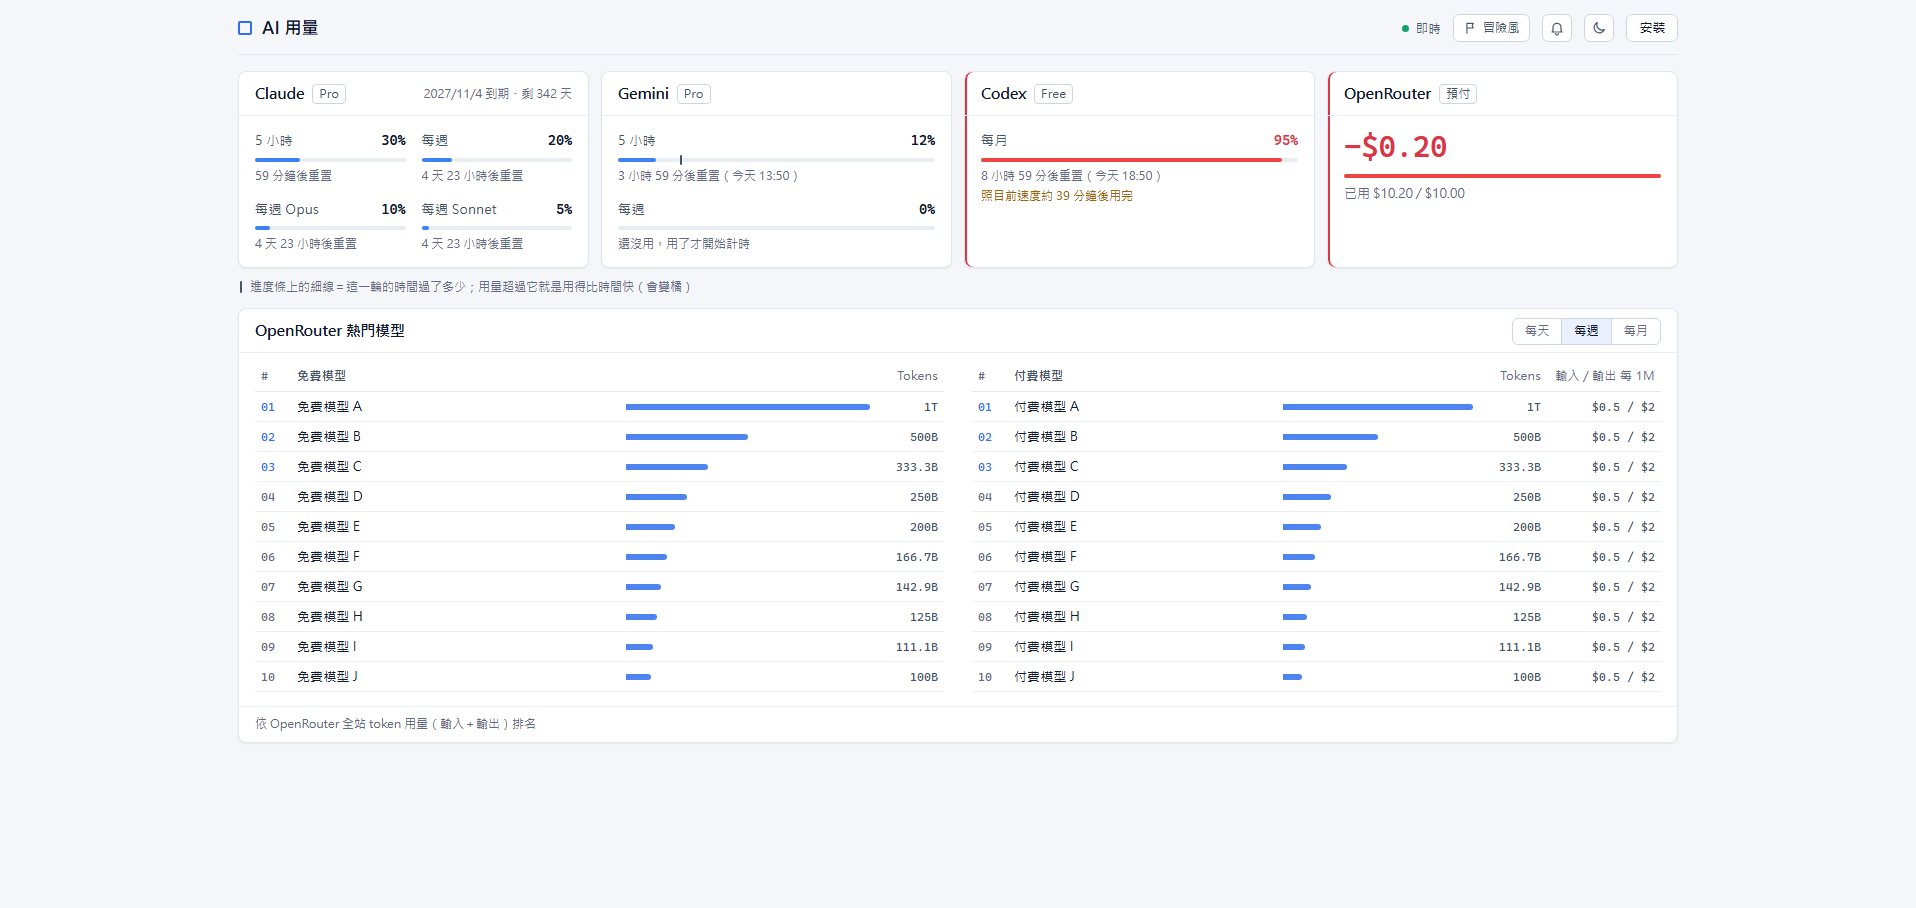 AI 用量
即時
冒險風
安裝
Claude Pro 2027/11/4 到期 · 剩 342 天
5 小時 30%
59 分鐘後重置
每週 20%
4 天 23 小時後重置
每週 Opus 10%
4 天 23 小時後重置
每週 Sonnet 5%
4 天 23 小時後重置
Gemini Pro
5 小時 12%
3 小時 59 分後重置（今天 13:50）
每週 0%
還沒用，用了才開始計時
Codex Free
每月 95%
8 小時 59 分後重置（今天 18:50）
照目前速度約 39 分鐘後用完
OpenRouter 預付
−$0.20
已用 $10.20 / $10.00
進度條上的細線＝這一輪的時間過了多少；用量超過它就是用得比時間快（會變橘）
OpenRouter 熱門模型
每天 每週 每月
# 免費模型 Tokens
01 免費模型 A 1T
02 免費模型 B 500B
03 免費模型 C 333.3B
04 免費模型 D 250B
05 免費模型 E 200B
06 免費模型 F 166.7B
07 免費模型 G 142.9B
08 免費模型 H 125B
09 免費模型 I 111.1B
10 免費模型 J 100B
# 付費模型 Tokens 輸入 / 輸出 每 1M
01 付費模型 A 1T $0.5 / $2
02 付費模型 B 500B $0.5 / $2
03 付費模型 C 333.3B $0.5 / $2
04 付費模型 D 250B $0.5 / $2
05 付費模型 E 200B $0.5 / $2
06 付費模型 F 166.7B $0.5 / $2
07 付費模型 G 142.9B $0.5 / $2
08 付費模型 H 125B $0.5 / $2
09 付費模型 I 111.1B $0.5 / $2
10 付費模型 J 100B $0.5 / $2
依 OpenRouter 全站 token 用量（輸入＋輸出）排名